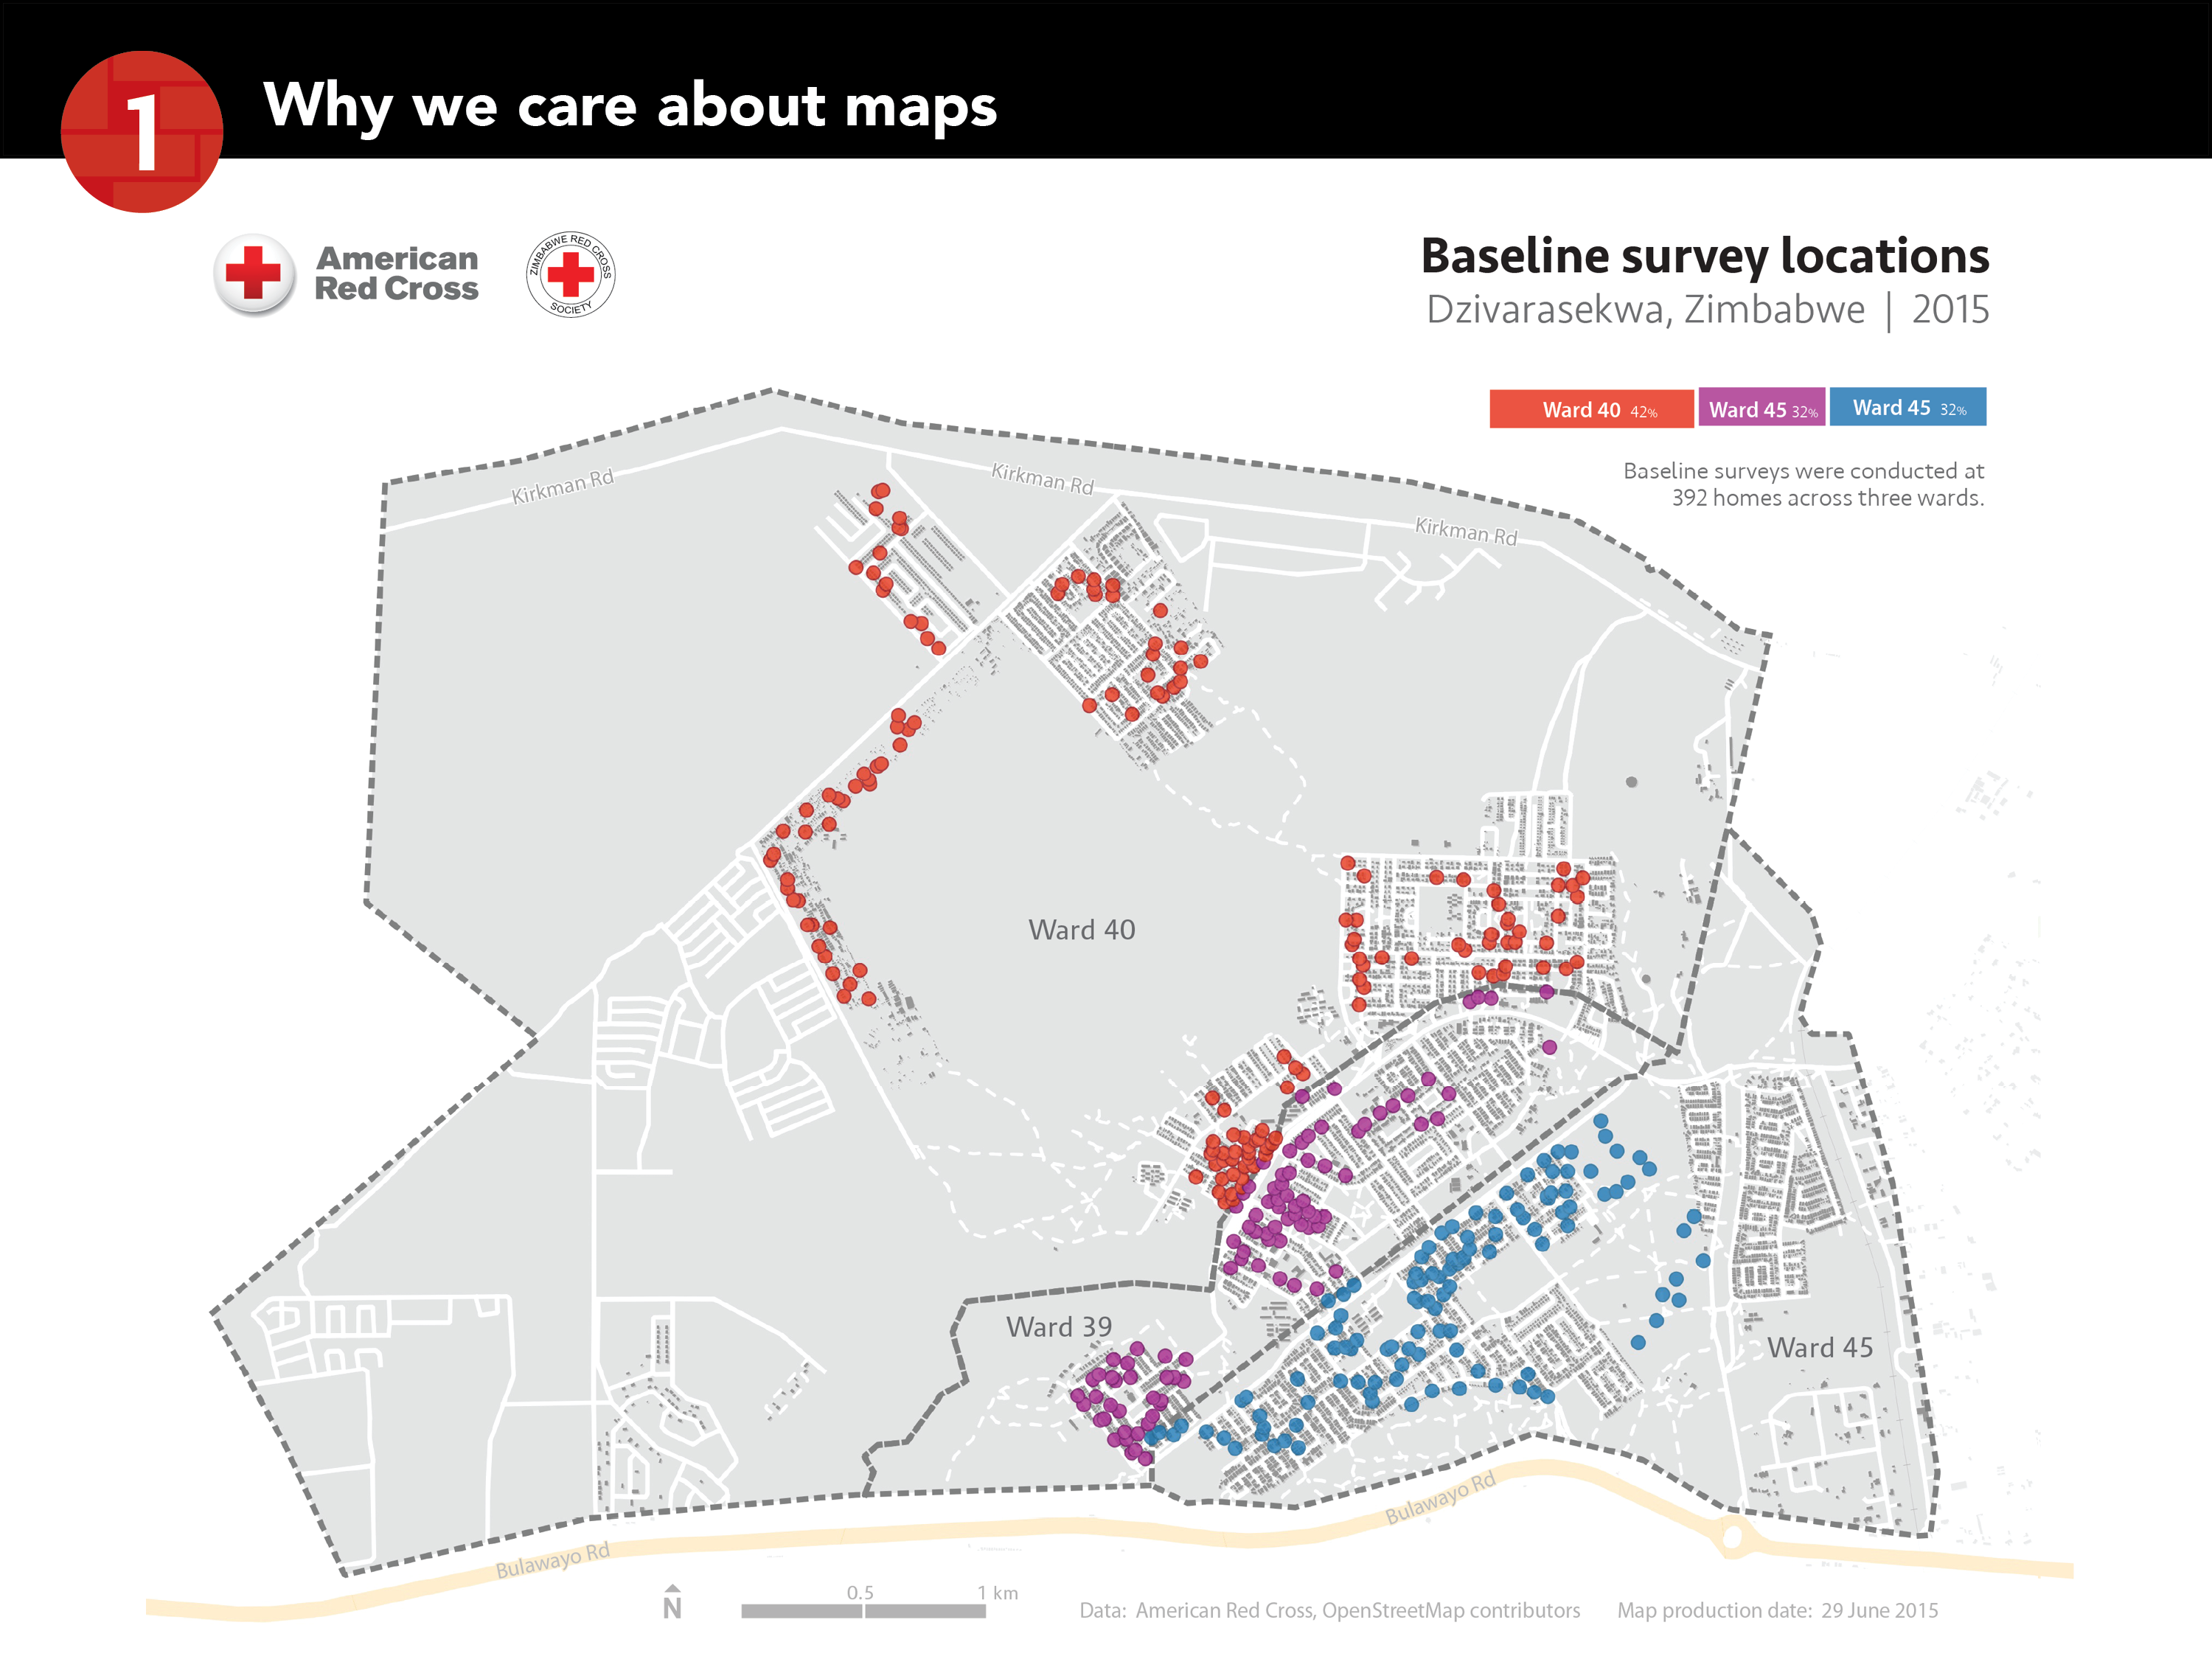 1
Why we care about maps
American
Red Cross
ZIMBABWE RED CROSS
SOCIETY
Baseline survey locations
Dzivarasekwa, Zimbabwe | 2015
Ward 40 42%
Ward 45 32%
Ward 45 32%
Baseline surveys were conducted at
392 homes across three wards.
Kirkman Rd
Kirkman Rd
Kirkman Rd
Ward 40
Ward 39
Ward 45
Bulawayo Rd
Bulawayo Rd
N
0.5
1 km
Data: American Red Cross, OpenStreetMap contributors
Map production date: 29 June 2015